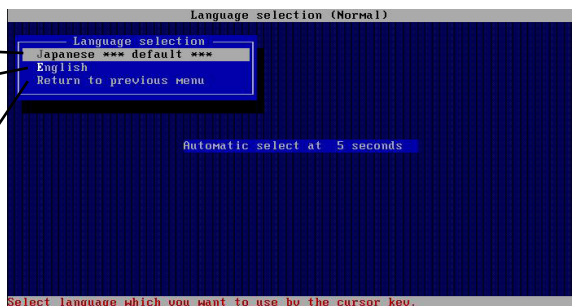 Language selection (Normal)
Language selection
Japanese *** default ***
English
Return to previous menu
Automatic select at 5 seconds
Select language which you want to use by the cursor key.